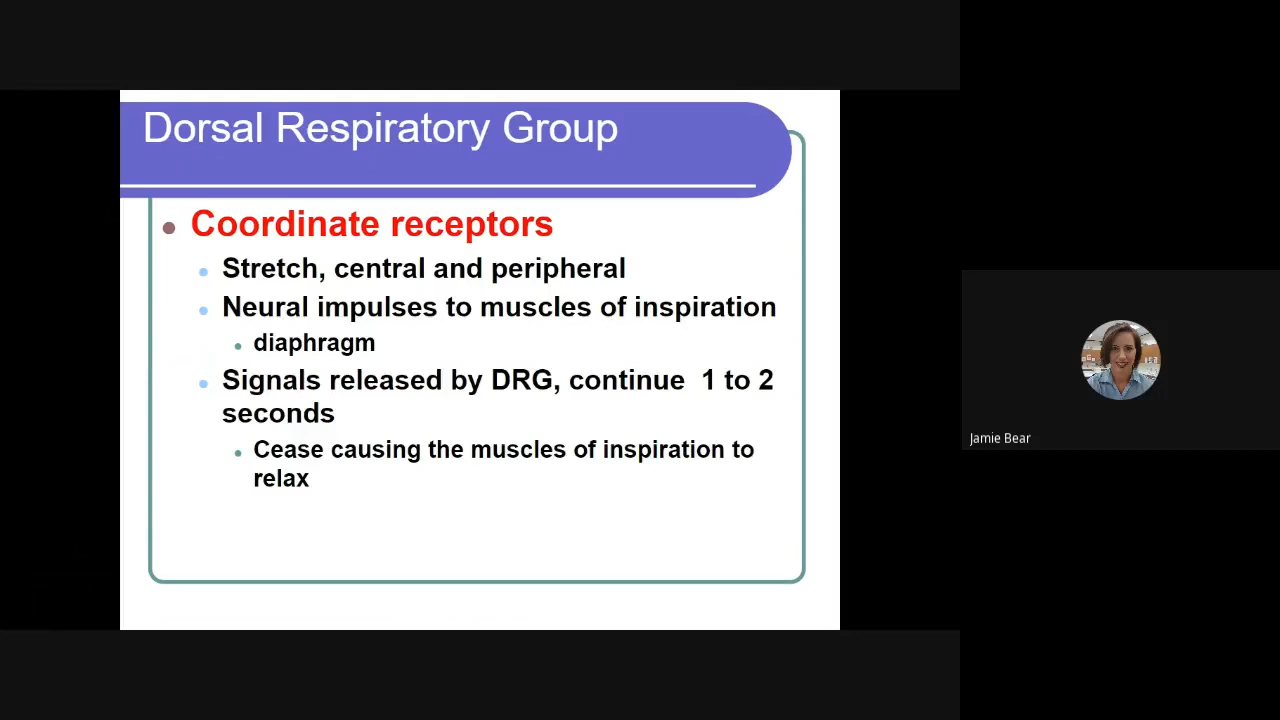 Dorsal Respiratory Group
Coordinate receptors
Stretch, central and peripheral
Neural impulses to muscles of inspiration
diaphragm
Signals released by DRG, continue 1 to 2
seconds
Cease causing the muscles of inspiration to
relax
Jamie Bear